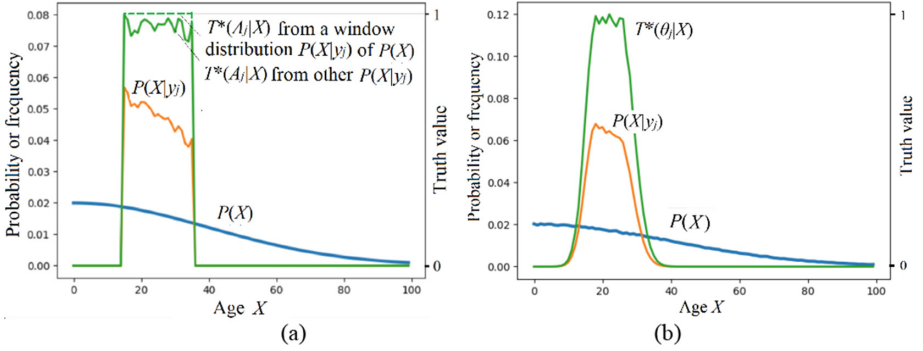 0.08
0.07
0.06
0.05
0.04
0.03
0.02
0.01
0.00
Probability or frequency
T*(Aj|X) from a window
distribution P(X|yj) of P(X)
T*(Aj|X) from other P(X|yj)
P(X|yj)
P(X)
1
0
Truth value
0 20 40 60 80 100
Age X
(a)
0.12
0.10
0.08
0.06
0.04
0.02
0.00
Probability or frequency
T*(θj|X)
P(X|yj)
P(X)
1
0
Truth value
0 20 40 60 80 100
Age X
(b)